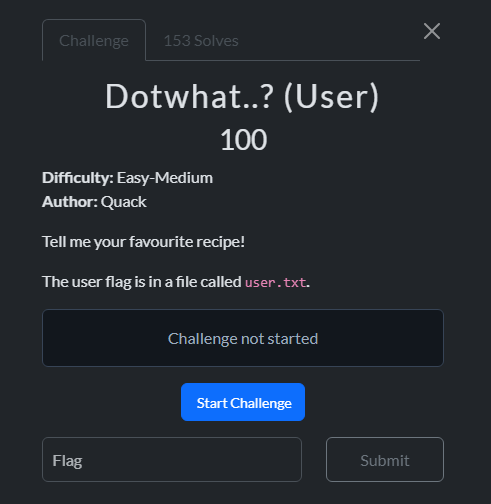 Challenge
153 Solves
Dotwhat..? (User)
100
Difficulty: Easy-Medium
Author: Quack
Tell me your favourite recipe!
The user flag is in a file called user.txt.
Challenge not started
Start Challenge
Flag
Submit